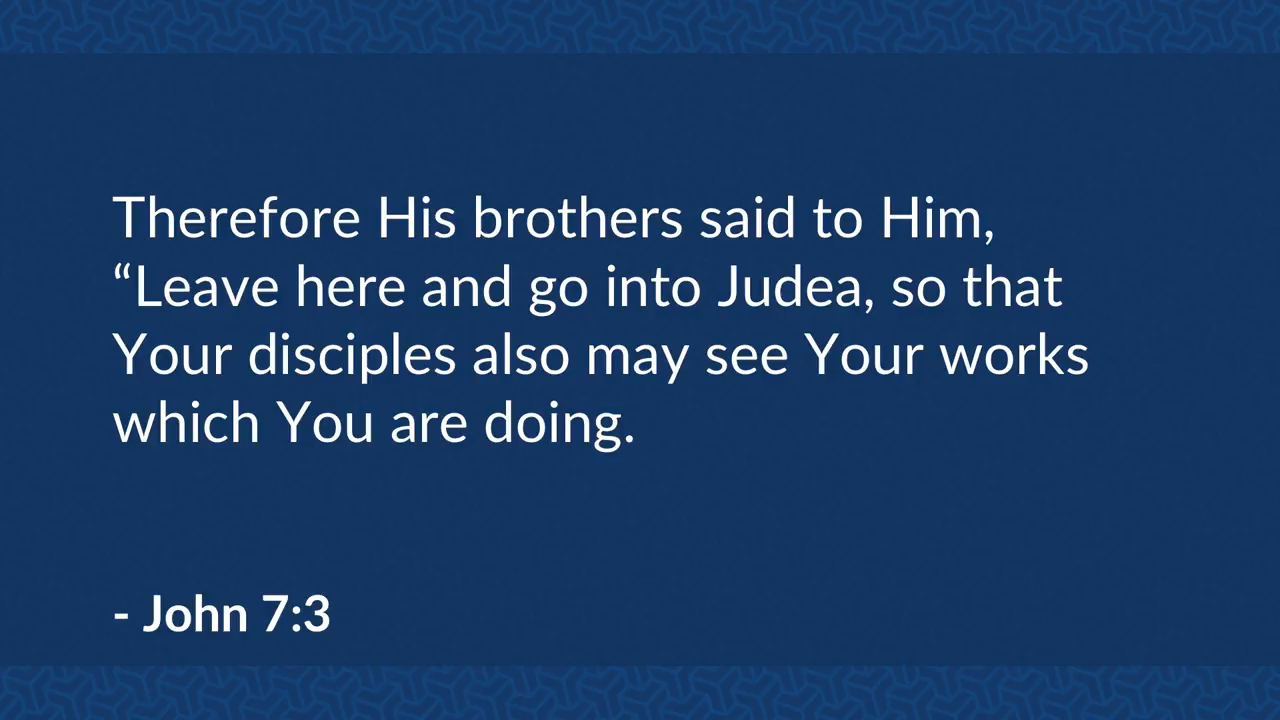 Therefore His brothers said to Him,
“Leave here and go into Judea, so that
Your disciples also may see Your works
which You are doing.
- John 7:3